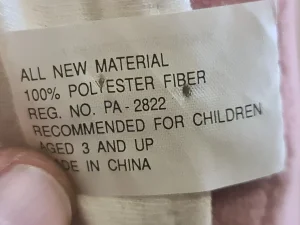 ALL NEW MATERIAL
100% POLYESTER FIBER
REG. NO. PA-2822
RECOMMENDED FOR CHILDREN
AGED 3 AND UP
IN CHINA